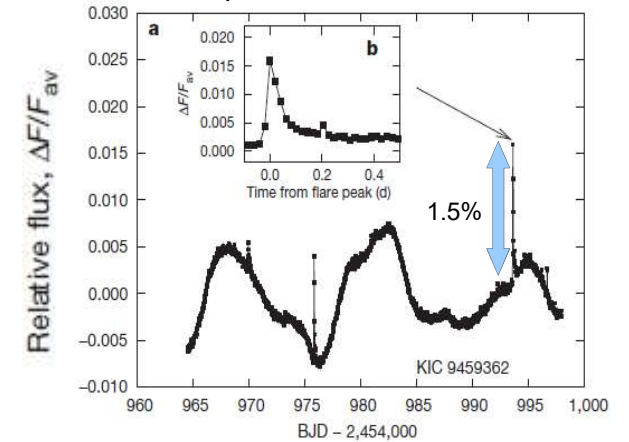 Relative flux, ΔF/Fav
0.030
0.025
0.020
0.015
0.010
0.005
0.000
−0.005
−0.010
a
b
ΔF/Fav
0.020
0.015
0.010
0.005
0.000
0.0 0.2 0.4
Time from flare peak (d)
1.5%
KIC 9459362
960 965 970 975 980 985 990 995 1,000
BJD − 2,454,000